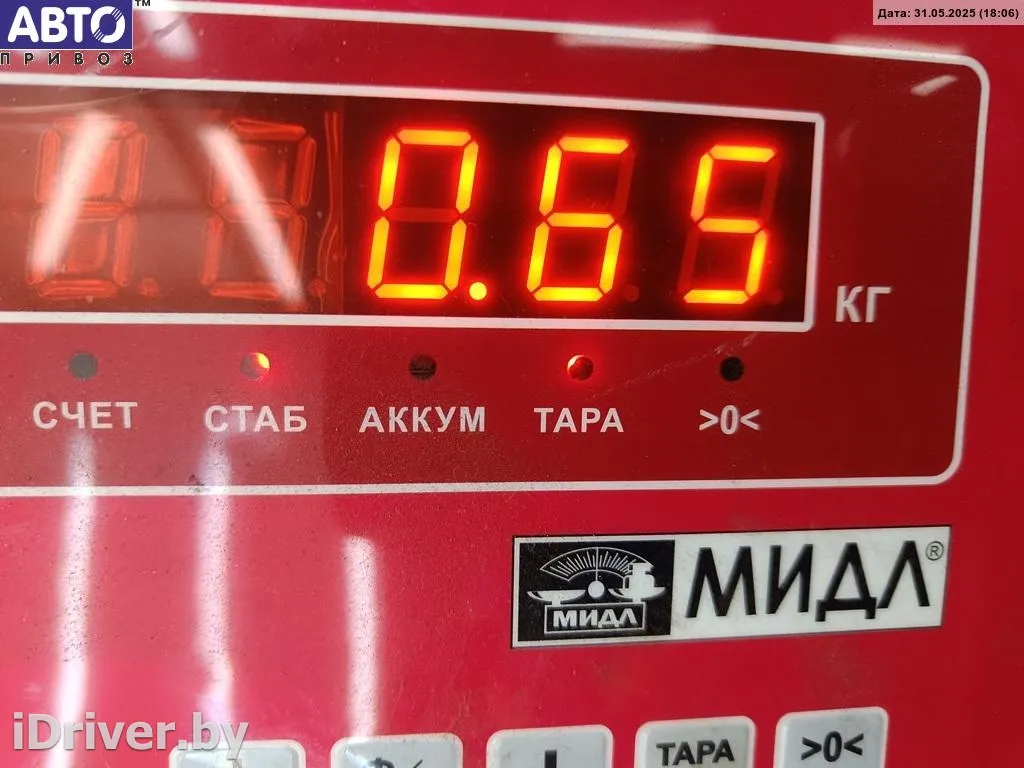 АВТО™
ПРИВОЗ
Дата: 31.05.2025 (18:06)
0.65
КГ
СЧЕТ СТАБ АККУМ ТАРА >0<
МИДЛ МИДЛ®
iDriver.by
ТАРА >0<